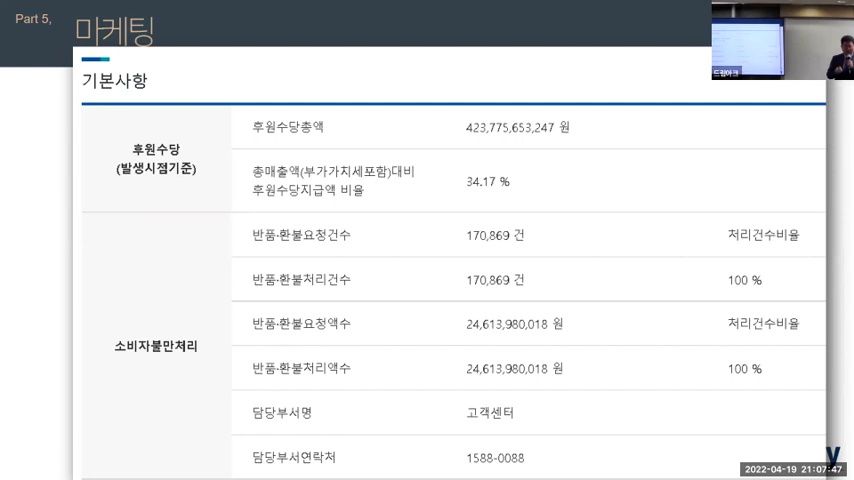 Part 5,
마케팅
드림아크
기본사항
후원수당
(발생시점기준)
후원수당총액
423,775,653,247 원
총매출액(부가가치세포함)대비
후원수당지급액 비율
34.17 %
소비자불만처리
반품·환불요청건수
170,869 건
처리건수비율
반품·환불처리건수
170,869 건
100 %
반품·환불요청액수
24,613,980,018 원
처리건수비율
반품·환불처리액수
24,613,980,018 원
100 %
담당부서명
고객센터
담당부서연락처
1588-0088
y
2022-04-19 21:07:47